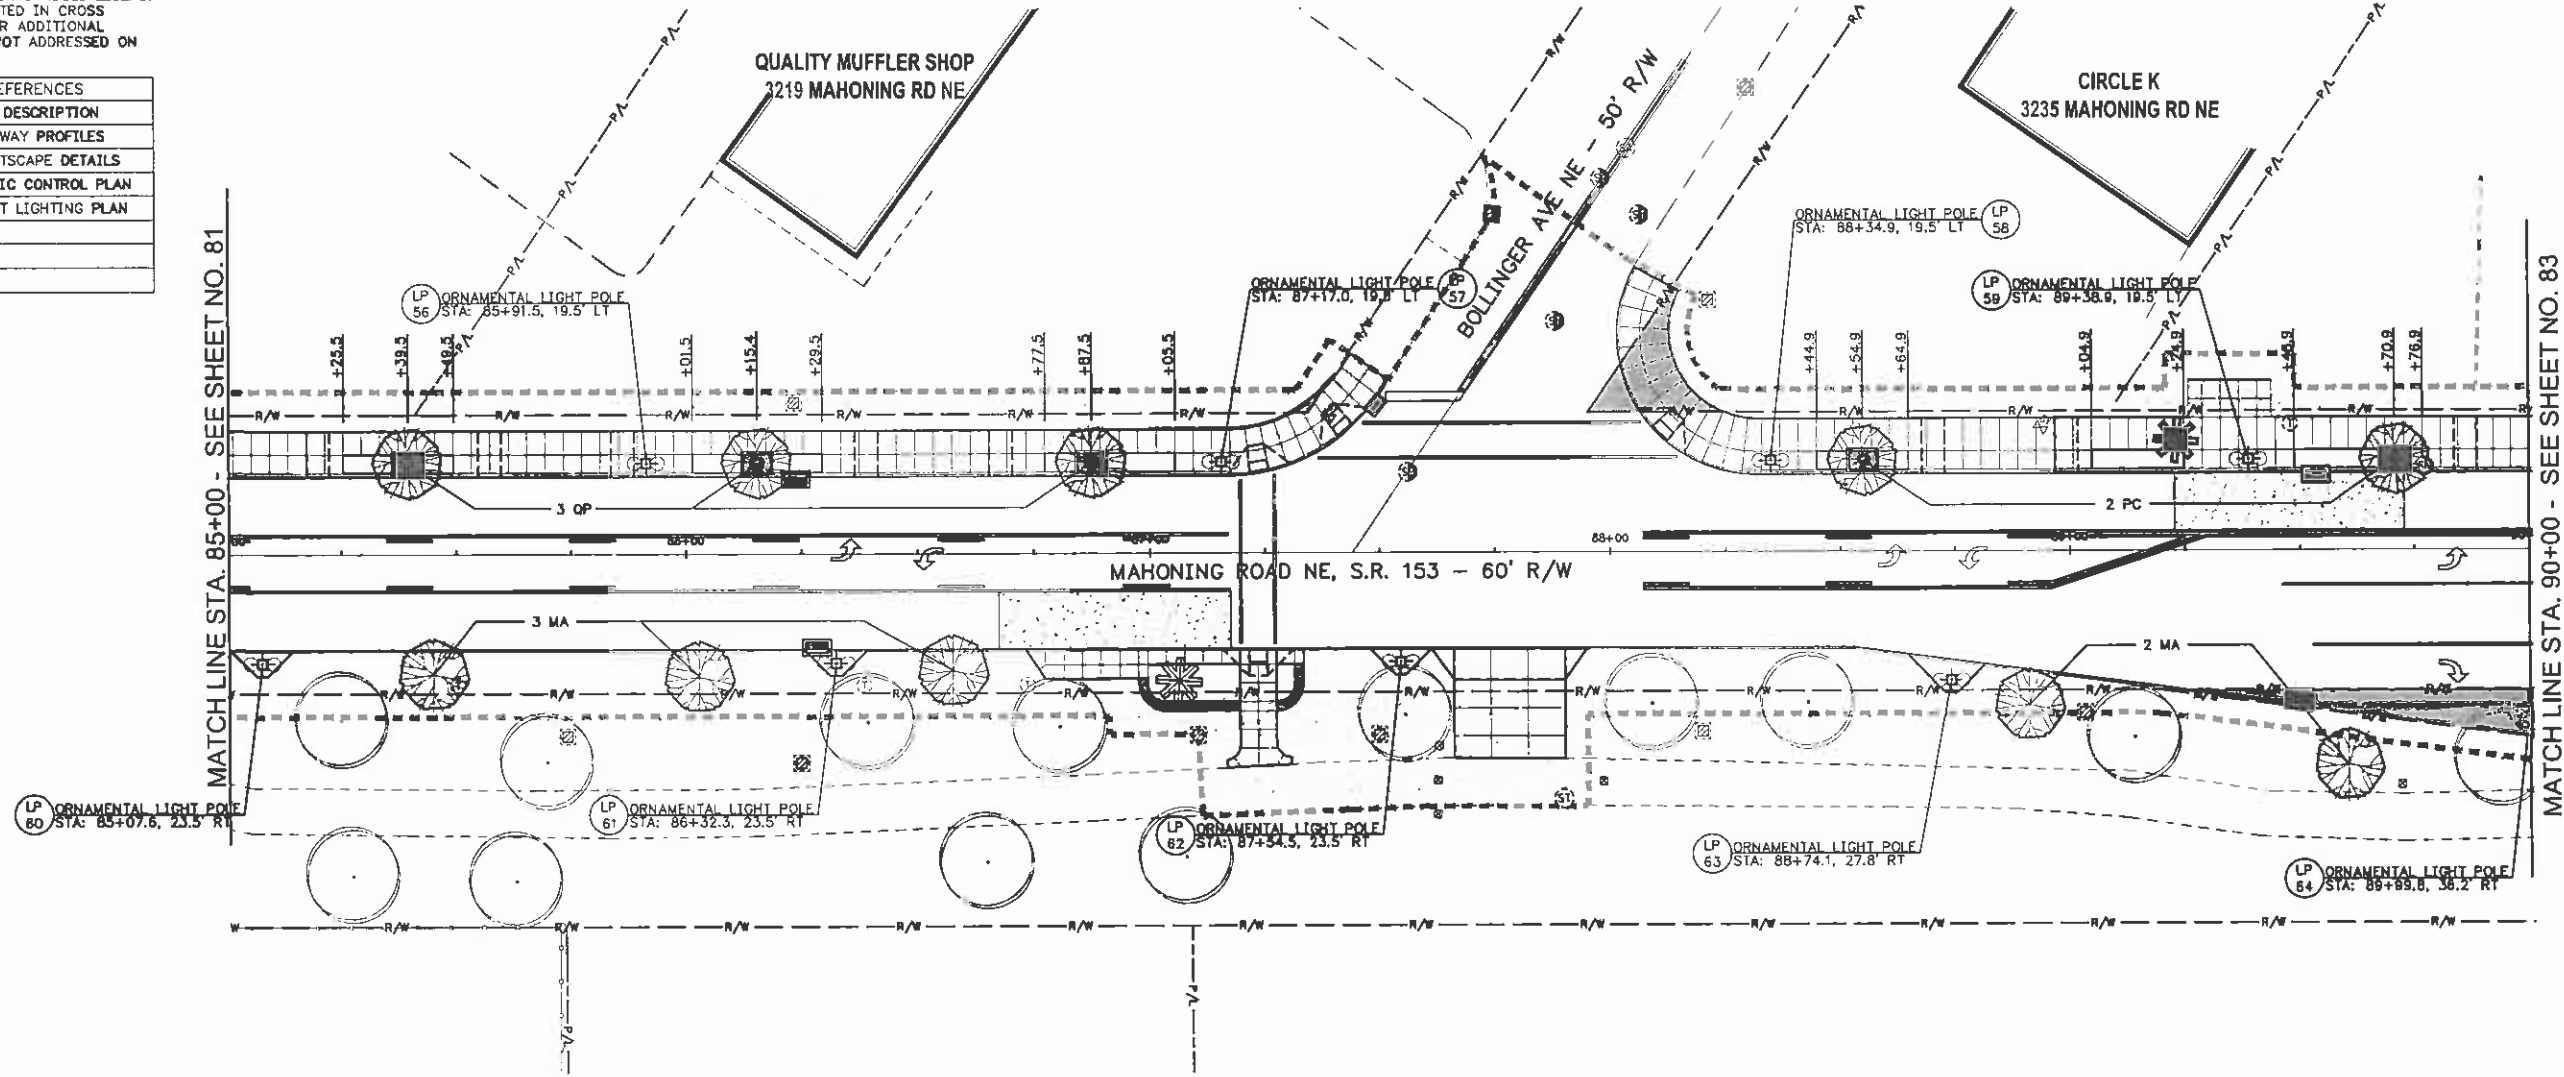 TED IN CROSS
R ADDITIONAL
OT ADDRESSED ON
EFERENCES
DESCRIPTION
WAY PROFILES
TSCAPE DETAILS
IC CONTROL PLAN
T LIGHTING PLAN
QUALITY MUFFLER SHOP
3219 MAHONING RD NE
CIRCLE K
3235 MAHONING RD NE
BOLLINGER AVE NE - 50' R/W
MATCH LINE STA. 85+00 - SEE SHEET NO. 81
MATCH LINE STA. 90+00 - SEE SHEET NO. 83
LP 56
ORNAMENTAL LIGHT POLE
STA: 85+91.5, 19.5' LT
LP 57
ORNAMENTAL LIGHT POLE
STA: 87+17.0, 19.5' LT
LP 58
ORNAMENTAL LIGHT POLE
STA: 88+34.9, 19.5' LT
LP 59
ORNAMENTAL LIGHT POLE
STA: 89+38.9, 19.5' LT
+25.5
+39.5
+49.5
+01.5
+15.4
+29.5
+77.5
+87.5
+05.5
+44.9
+54.9
+64.9
+04.9
+24.9
+70.9
+76.9
R/W R/W R/W R/W R/W R/W R/W R/W R/W R/W
3 QP
2 PC
86+00
87+00
88+00
89+00
MAHONING ROAD NE, S.R. 153 - 60' R/W
3 MA
2 MA
R/W R/W R/W R/W R/W R/W R/W R/W R/W R/W R/W R/W R/W
LP 60
ORNAMENTAL LIGHT POLE
STA: 85+07.6, 23.5' RT
LP 61
ORNAMENTAL LIGHT POLE
STA: 86+32.3, 23.5' RT
LP 62
ORNAMENTAL LIGHT POLE
STA: 87+54.5, 23.5' RT
LP 63
ORNAMENTAL LIGHT POLE
STA: 88+74.1, 27.8' RT
LP 64
ORNAMENTAL LIGHT POLE
STA: 89+99.8, 38.2' RT
ST
W R/W R/W R/W R/W R/W R/W R/W R/W R/W R/W R/W R/W R/W
P/L
P/L